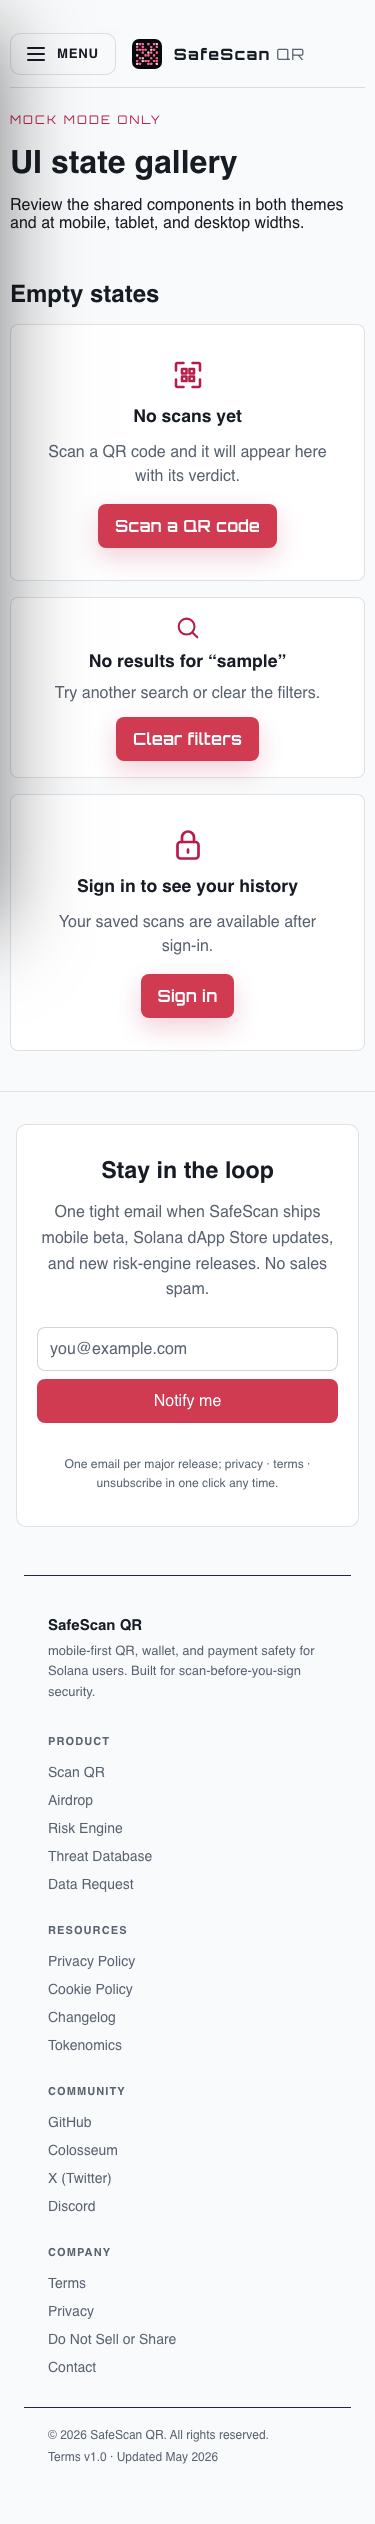 MENU
SafeScan QR
MOCK MODE ONLY
UI state gallery
Review the shared components in both themes
and at mobile, tablet, and desktop widths.
Empty states
No scans yet
Scan a QR code and it will appear here
with its verdict.
Scan a QR code
No results for “sample”
Try another search or clear the filters.
Clear filters
Sign in to see your history
Your saved scans are available after
sign-in.
Sign in
Stay in the loop
One tight email when SafeScan ships
mobile beta, Solana dApp Store updates,
and new risk-engine releases. No sales
spam.
you@example.com
Notify me
One email per major release; privacy · terms ·
unsubscribe in one click any time.
SafeScan QR
mobile-first QR, wallet, and payment safety for
Solana users. Built for scan-before-you-sign
security.
PRODUCT
Scan QR
Airdrop
Risk Engine
Threat Database
Data Request
RESOURCES
Privacy Policy
Cookie Policy
Changelog
Tokenomics
COMMUNITY
GitHub
Colosseum
X (Twitter)
Discord
COMPANY
Terms
Privacy
Do Not Sell or Share
Contact
© 2026 SafeScan QR. All rights reserved.
Terms v1.0 · Updated May 2026